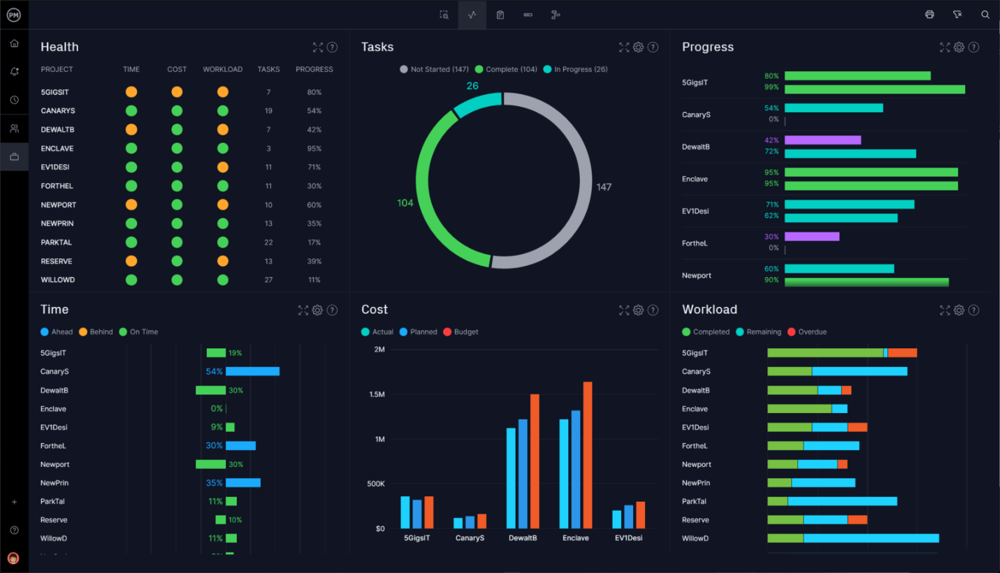 PM
Health
PROJECT TIME COST WORKLOAD TASKS PROGRESS
5GIGSIT 7 80%
CANARYS 19 54%
DEWALTB 7 42%
ENCLAVE 3 95%
EV1DESI 11 71%
FORTHEL 11 30%
NEWPORT 10 60%
NEWPRIN 13 35%
PARKTAL 22 17%
RESERVE 13 39%
WILLOWD 27 11%
Tasks
Not Started (147) Complete (104) In Progress (26)
26
147
104
Progress
5GigsIT 80%
99%
CanaryS 54%
0%
DewaltB 42%
72%
Enclave 95%
95%
EV1Desi 71%
62%
FortheL 30%
0%
Newport 60%
90%
Time
Ahead Behind On Time
5GigsIT 19%
CanaryS 54%
DewaltB 30%
Enclave 0%
EV1Desi 9%
FortheL 30%
Newport 30%
NewPrin 35%
ParkTal 11%
Reserve 10%
WillowD 11%
Cost
Actual Planned Budget
2M
1.5M
1M
500K
$0
5GigsIT CanaryS DewaltB Enclave EV1Desi
Workload
Completed Remaining Overdue
5GigsIT
CanaryS
DewaltB
Enclave
EV1Desi
FortheL
Newport
NewPrin
ParkTal
Reserve
WillowD